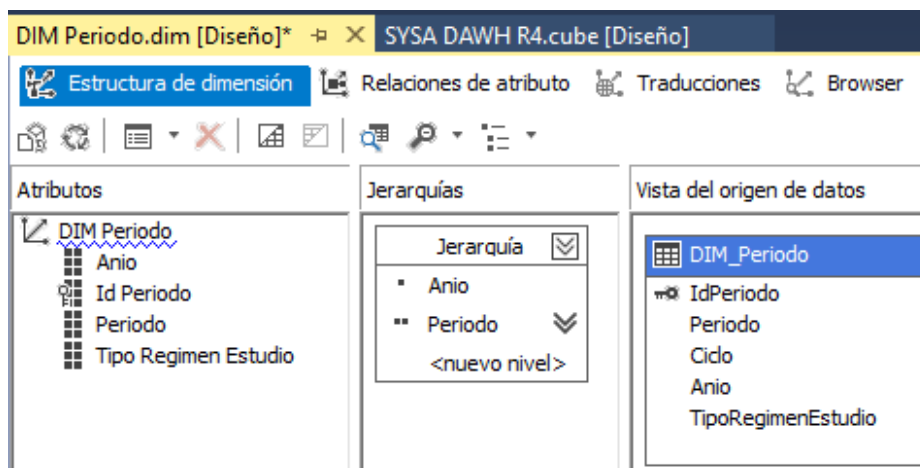 DIM Periodo.dim [Diseño]* SYSA DAWH R4.cube [Diseño]
Estructura de dimensión Relaciones de atributo Traducciones Browser
Atributos Jerarquías Vista del origen de datos
DIM Periodo
Anio
Id Periodo
Periodo
Tipo Regimen Estudio
Jerarquía
Anio
Periodo
<nuevo nivel>
DIM_Periodo
IdPeriodo
Periodo
Ciclo
Anio
TipoRegimenEstudio